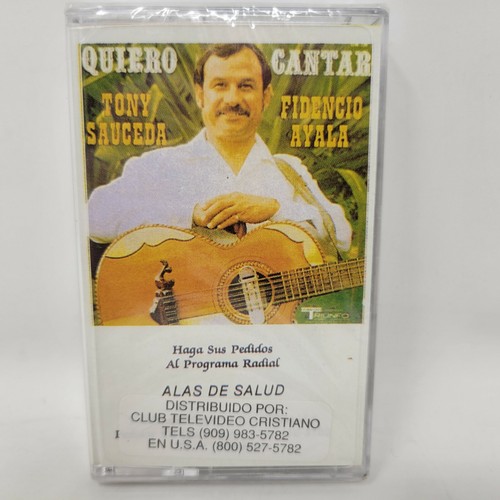 QUIERO CANTAR
TONY SAUCEDA
FIDENCIO AYALA
TRIUNFO
Haga Sus Pedidos
Al Programa Radial
ALAS DE SALUD
DISTRIBUIDO POR:
CLUB TELEVIDEO CRISTIANO
TELS (909) 983-5782
EN U.S.A. (800) 527-5782